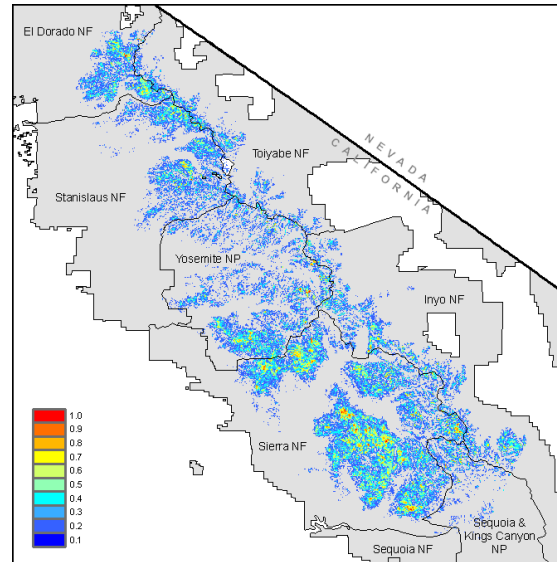 El Dorado NF
NEVADA
CALIFORNIA
Toiyabe NF
Stanislaus NF
Yosemite NP
Inyo NF
1.0
0.9
0.8
0.7
0.6
0.5
0.4
0.3
0.2
0.1
Sierra NF
Sequoia &
Kings Canyon
NP
Sequoia NF